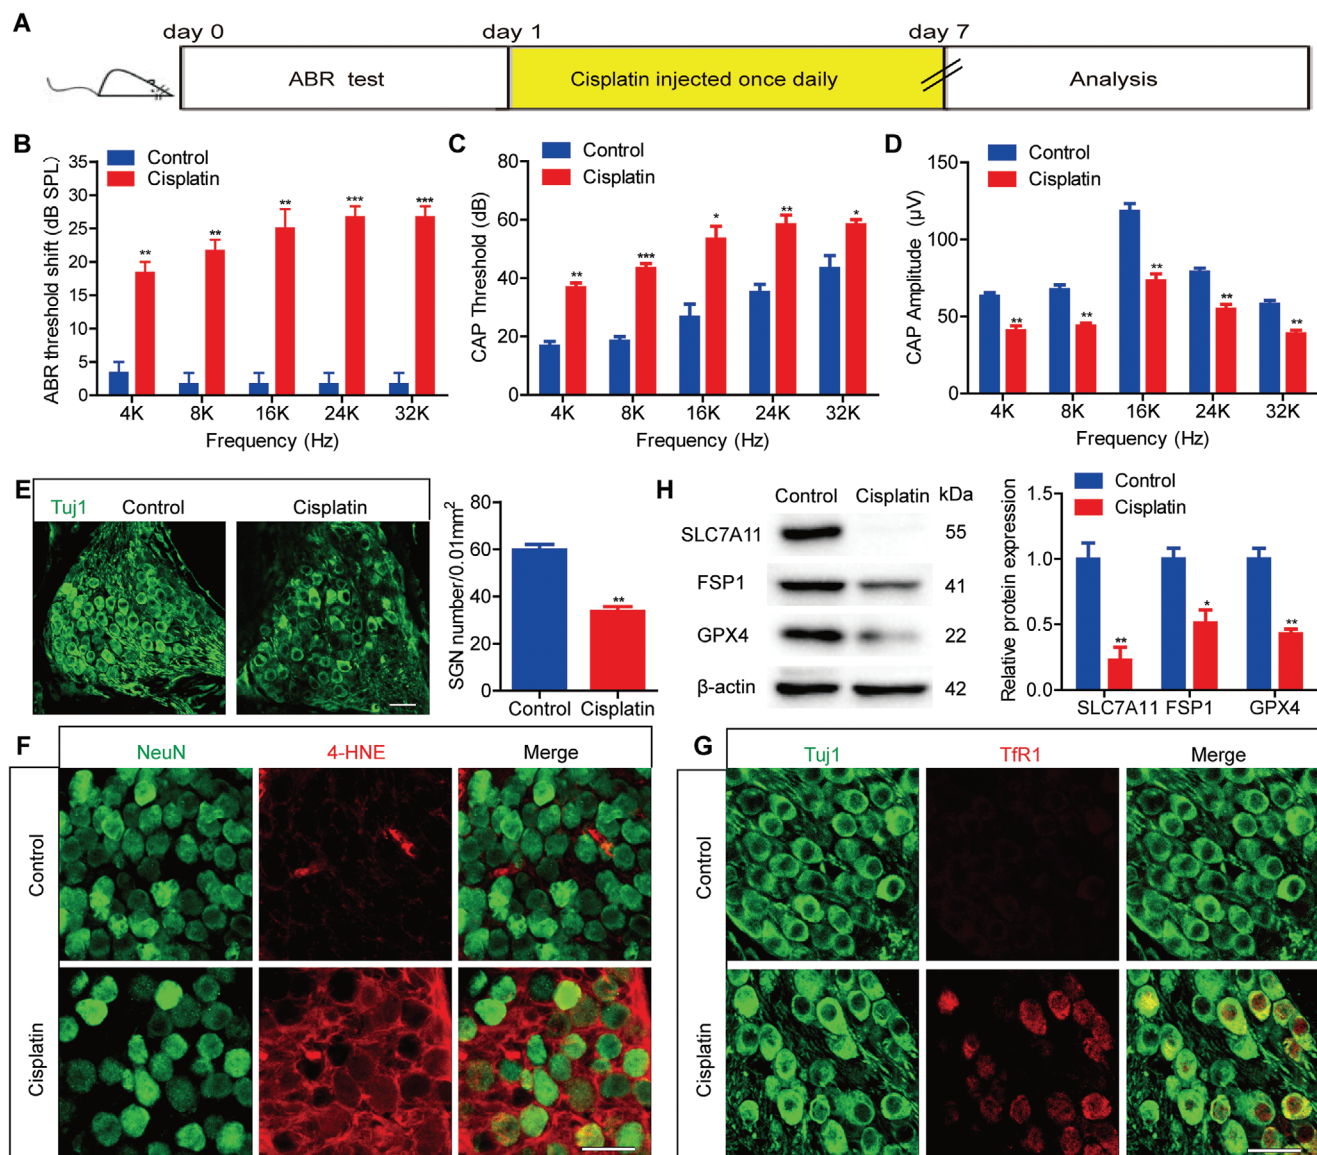 A
day 0
day 1
day 7
ABR test
Cisplatin injected once daily
Analysis
B
Control
Cisplatin
ABR threshold shift (dB SPL)
35
30
25
20
15
10
5
0
**
**
**
***
***
4K 8K 16K 24K 32K
Frequency (Hz)
C
Control
Cisplatin
CAP Threshold (dB)
80
60
40
20
0
**
***
*
**
*
4K 8K 16K 24K 32K
Frequency (Hz)
D
Control
Cisplatin
CAP Amplitude (μV)
150
100
50
0
**
**
**
**
**
4K 8K 16K 24K 32K
Frequency (Hz)
E
Tuj1 Control
Cisplatin
SGN number/0.01mm²
80
60
40
20
0
**
Control Cisplatin
H
Control Cisplatin kDa
SLC7A11 55
FSP1 41
GPX4 22
β-actin 42
Control
Cisplatin
Relative protein expression
1.5
1.0
0.5
0.0
**
*
**
SLC7A11 FSP1 GPX4
F
NeuN 4-HNE Merge
Control
Cisplatin
G
Tuj1 TfR1 Merge
Control
Cisplatin